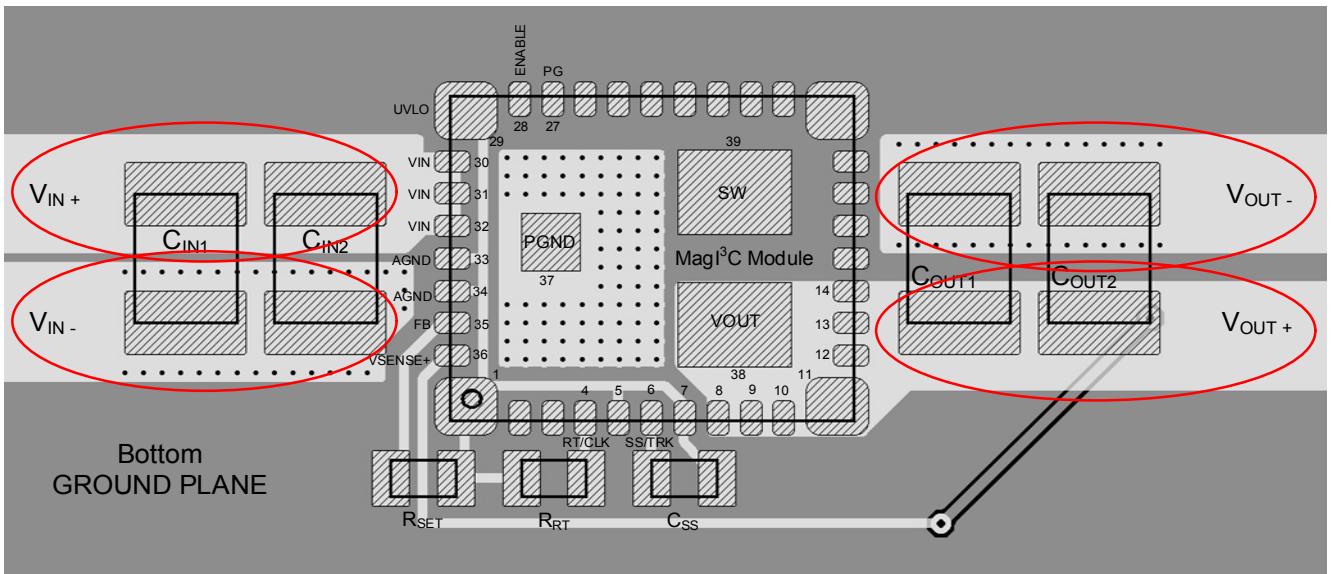 ENABLE
PG
UVLO
28
27
29
39
VIN
30
VIN
31
VIN
32
AGND
33
AGND
34
FB
35
VSENSE+
36
VIN +
CIN1
CIN2
VIN -
PGND
37
SW
MagI³C Module
VOUT
38
14
13
12
11
VOUT -
COUT1
COUT2
VOUT +
1
4
5
6
7
8
9
10
RT/CLK
SS/TRK
Bottom
GROUND PLANE
RSET
RRT
CSS